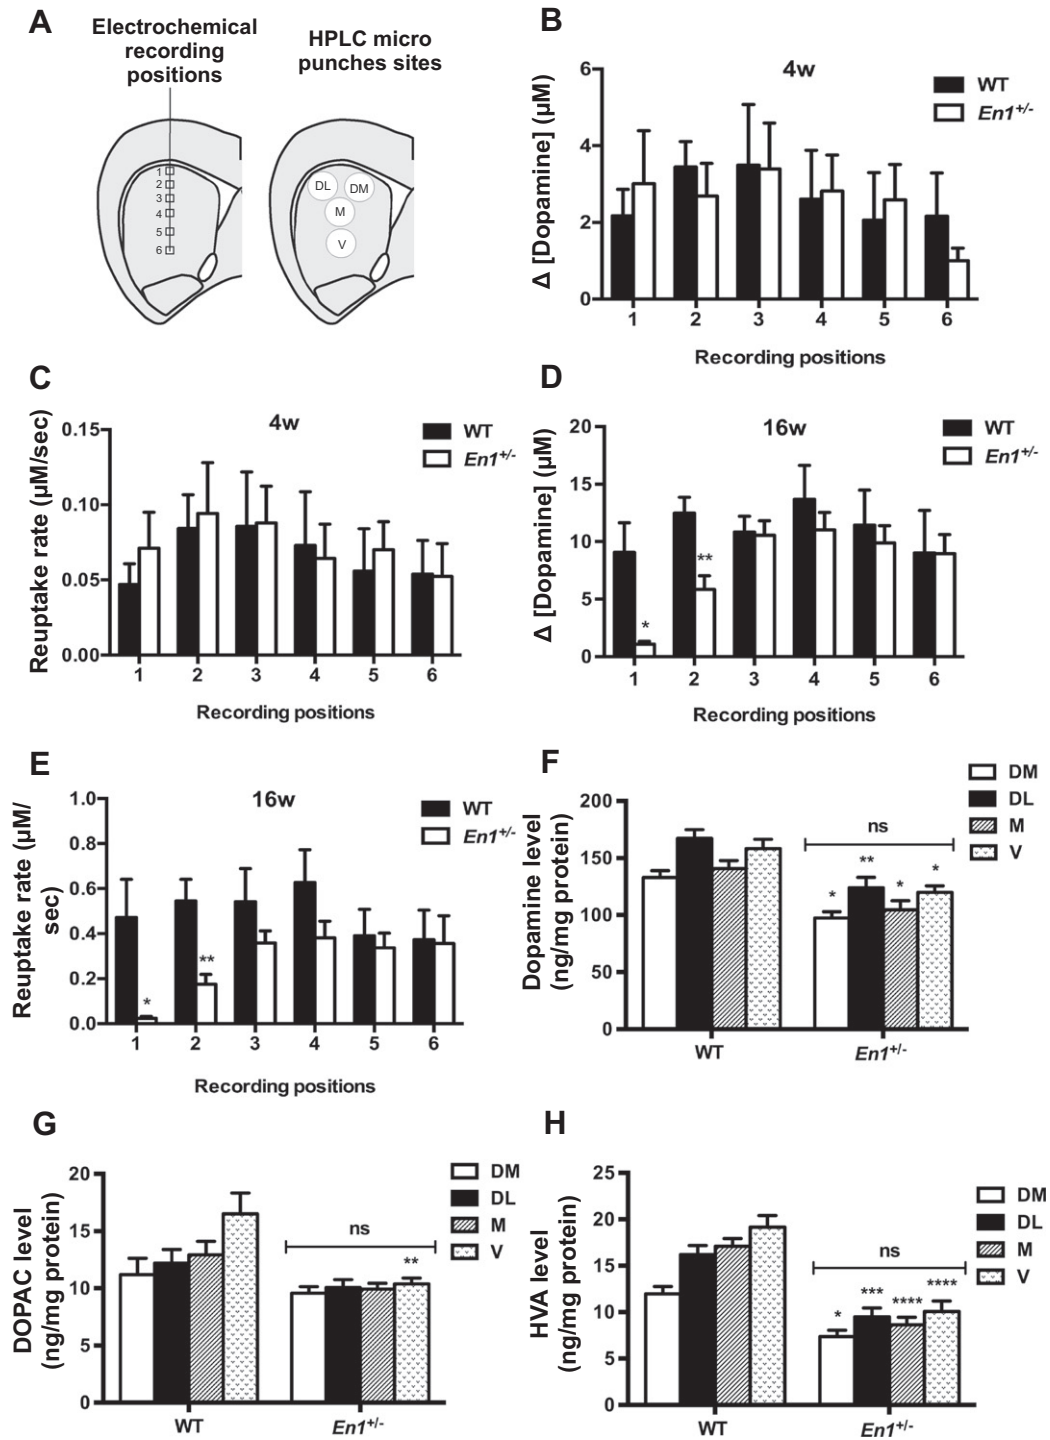 A
Electrochemical
recording
positions
HPLC micro
punches sites
1
2
3
4
5
6
DL
DM
M
V
B
4w
WT
En1+/-
Δ [Dopamine] (µM)
6
4
2
0
1 2 3 4 5 6
Recording positions
C
4w
WT
En1+/-
Reuptake rate (µM/sec)
0.15
0.10
0.05
0.00
1 2 3 4 5 6
Recording positions
D
16w
WT
En1+/-
Δ [Dopamine] (µM)
20
15
10
5
0
*
**
1 2 3 4 5 6
Recording positions
E
16w
WT
En1+/-
Reuptake rate (µM/
sec)
1.0
0.8
0.6
0.4
0.2
0.0
*
**
1 2 3 4 5 6
Recording positions
F
DM
DL
M
V
Dopamine level
(ng/mg protein)
200
150
100
50
0
ns
* ** * *
WT En1+/-
G
DM
DL
M
V
DOPAC level
(ng/mg protein)
20
15
10
5
0
ns
**
WT En1+/-
H
DM
DL
M
V
HVA level
(ng/mg protein)
25
20
15
10
5
0
ns
* *** **** ****
WT En1+/-